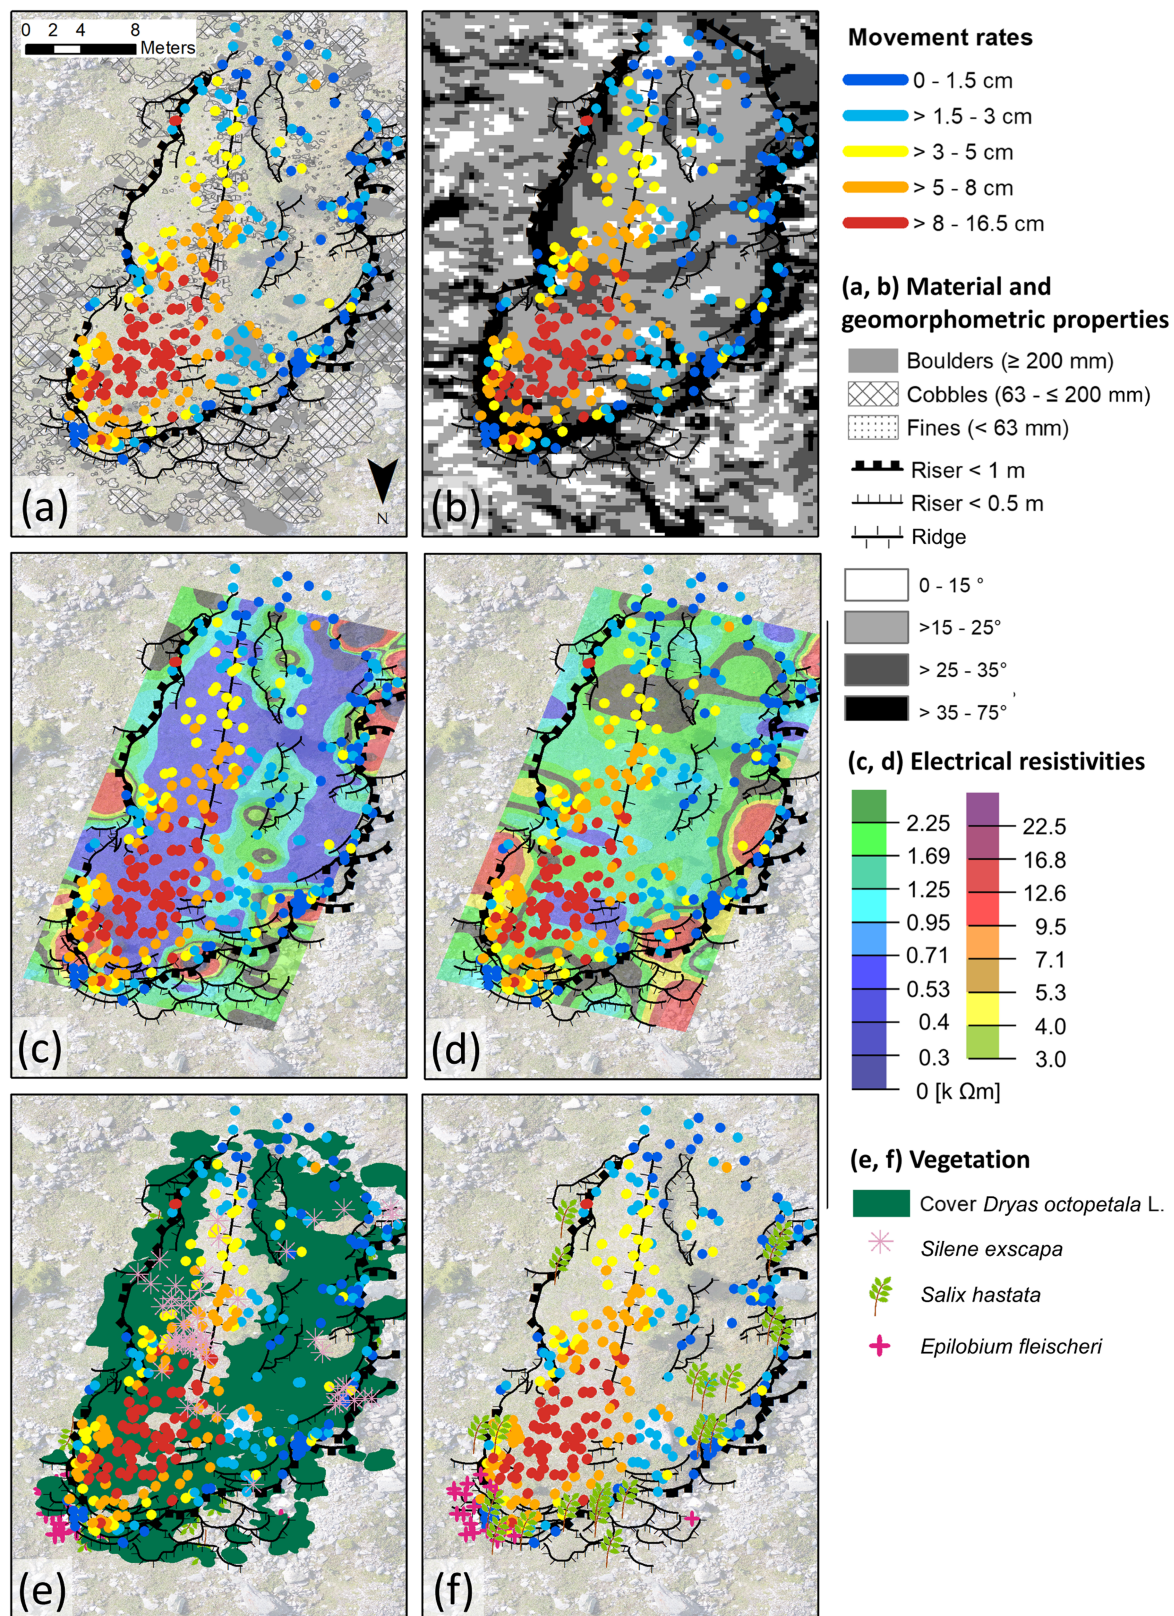 0 2 4 8
Meters
N
(a)
(b)
(c)
(d)
(e)
(f)
Movement rates
0 - 1.5 cm
> 1.5 - 3 cm
> 3 - 5 cm
> 5 - 8 cm
> 8 - 16.5 cm
(a, b) Material and
geomorphometric properties
Boulders (≥ 200 mm)
Cobbles (63 - ≤ 200 mm)
Fines (< 63 mm)
Riser < 1 m
Riser < 0.5 m
Ridge
0 - 15 °
>15 - 25°
> 25 - 35°
> 35 - 75°
(c, d) Electrical resistivities
2.25 22.5
1.69 16.8
1.25 12.6
0.95 9.5
0.71 7.1
0.53 5.3
0.4 4.0
0.3 3.0
0 [k Ωm]
(e, f) Vegetation
Cover Dryas octopetala L.
Silene exscapa
Salix hastata
Epilobium fleischeri